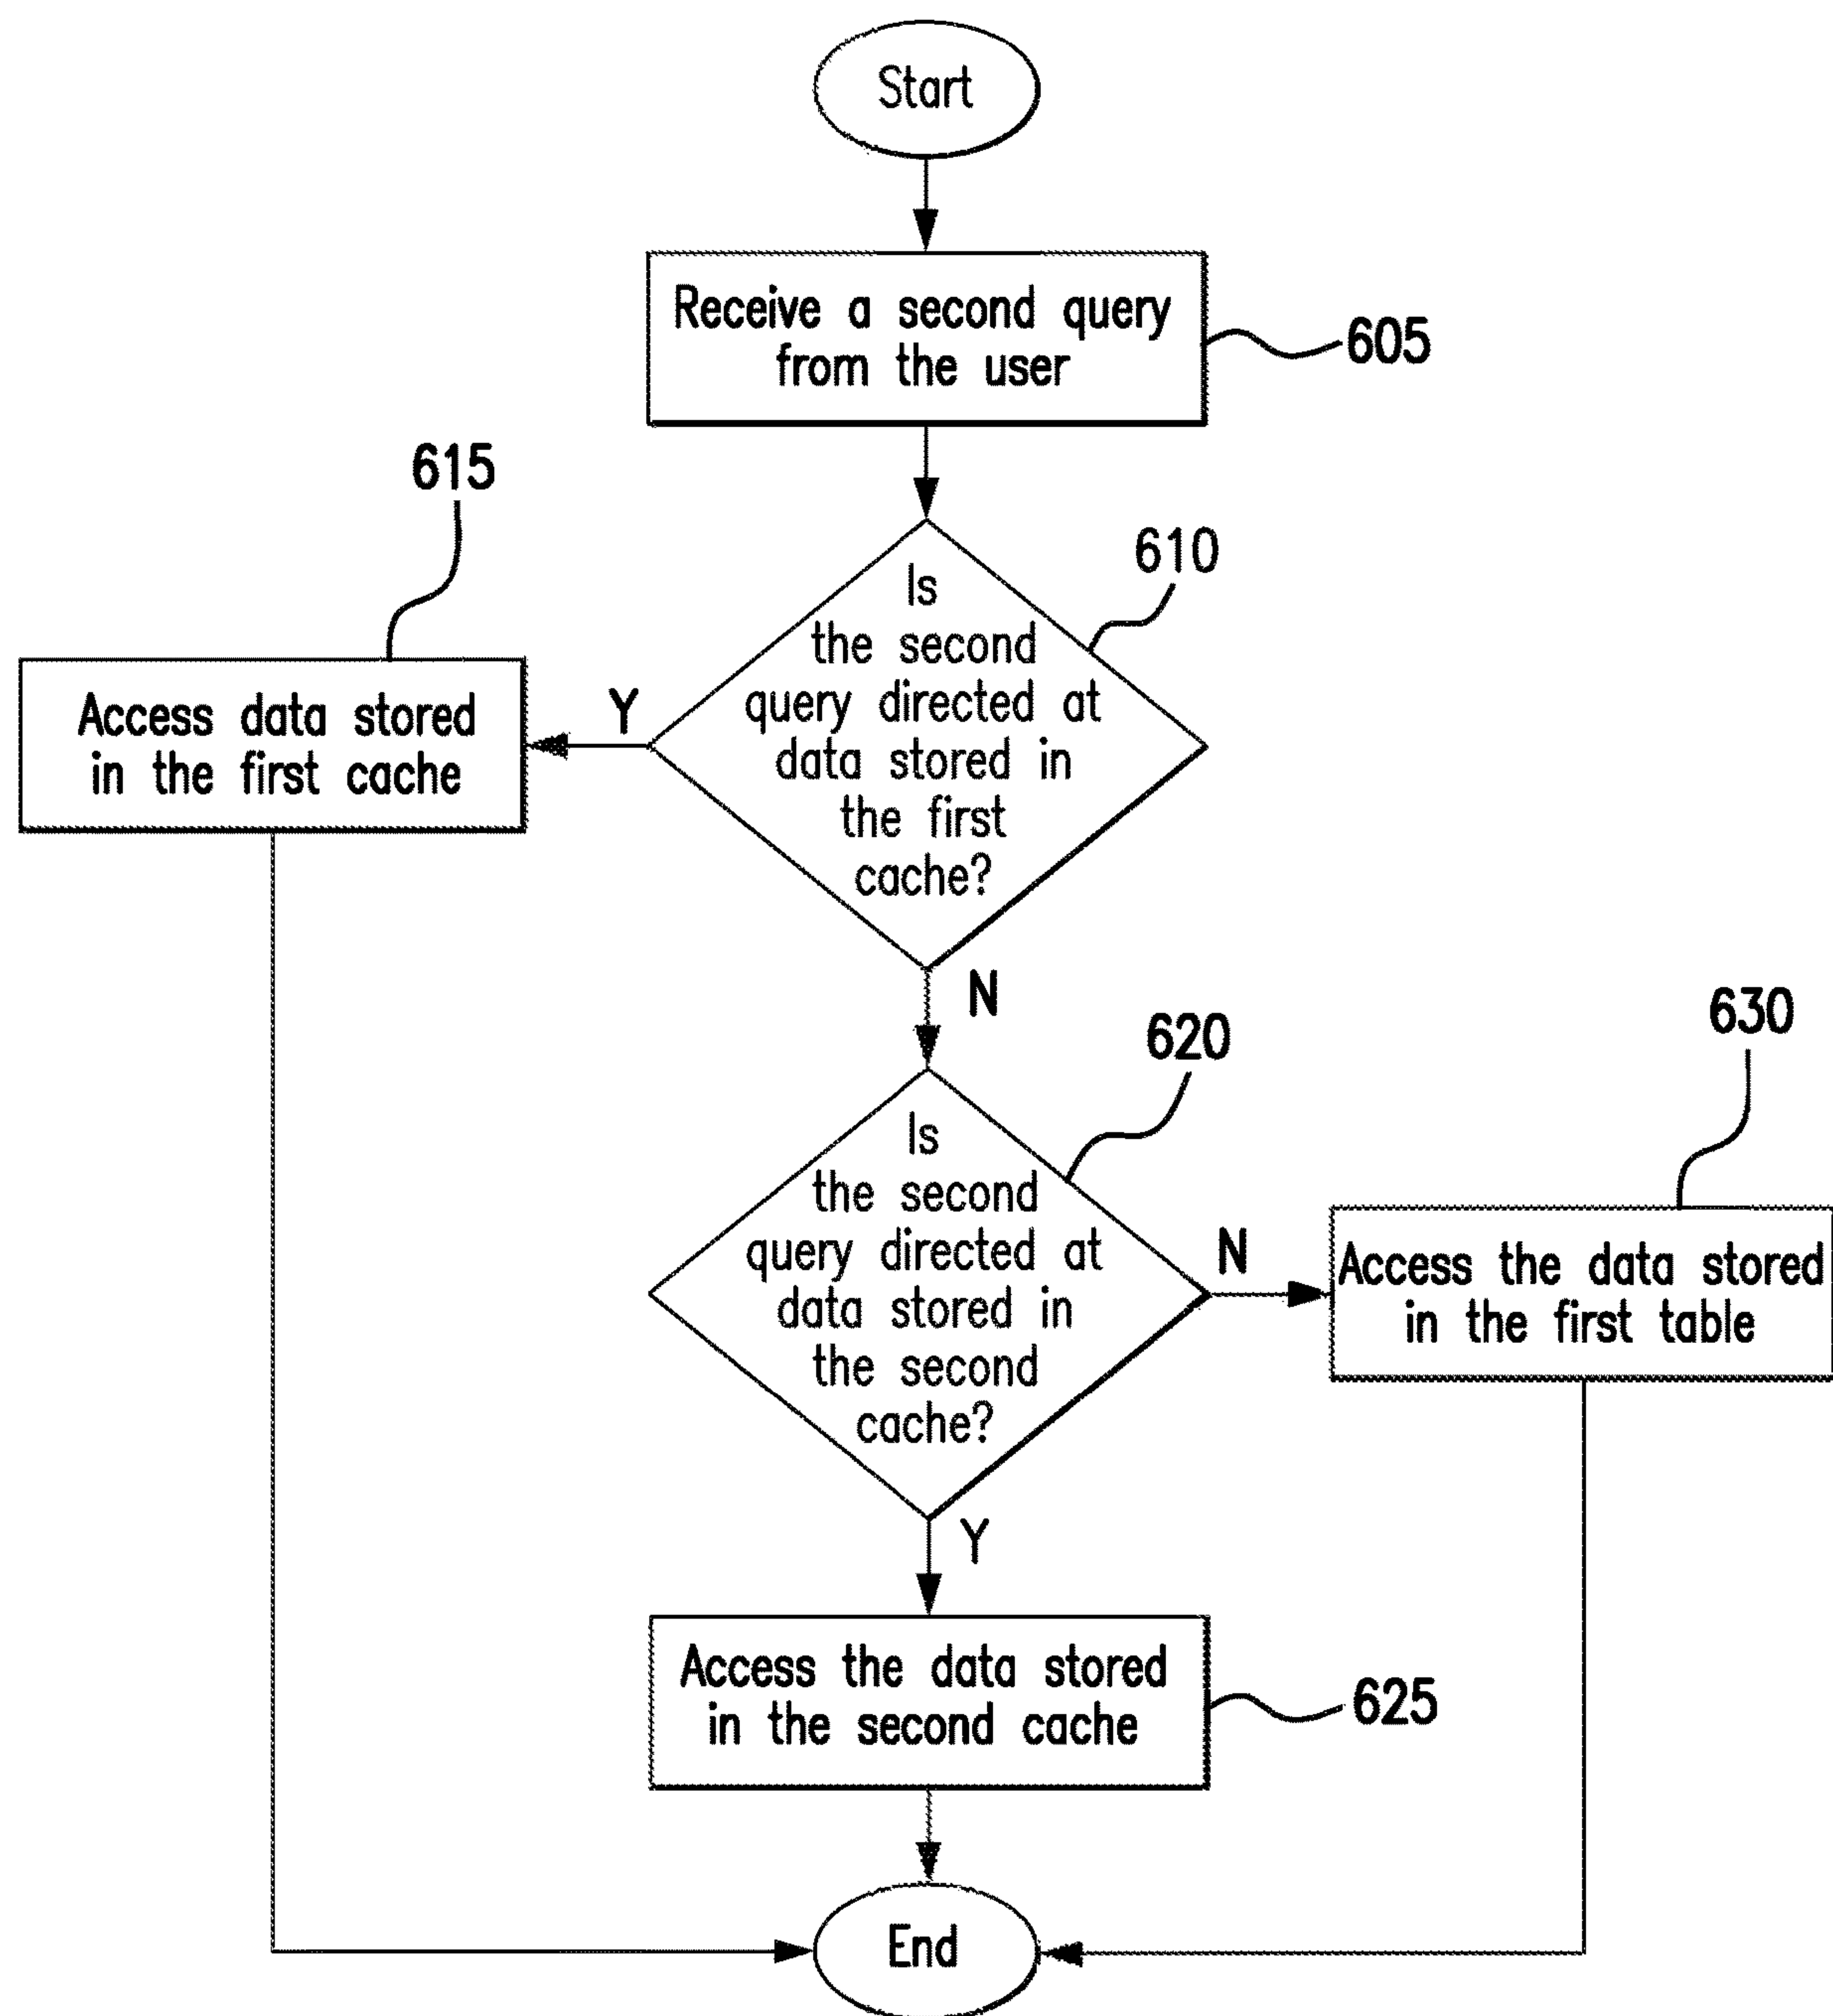 Start
Receive a second query
from the user
605
615
610
Is
the second
query directed at
data stored in
the first
cache?
Y
Access data stored
in the first cache
N
620
630
Is
the second
query directed at
data stored in
the second
cache?
N
Access the data stored
in the first table
Y
Access the data stored
in the second cache
625
End